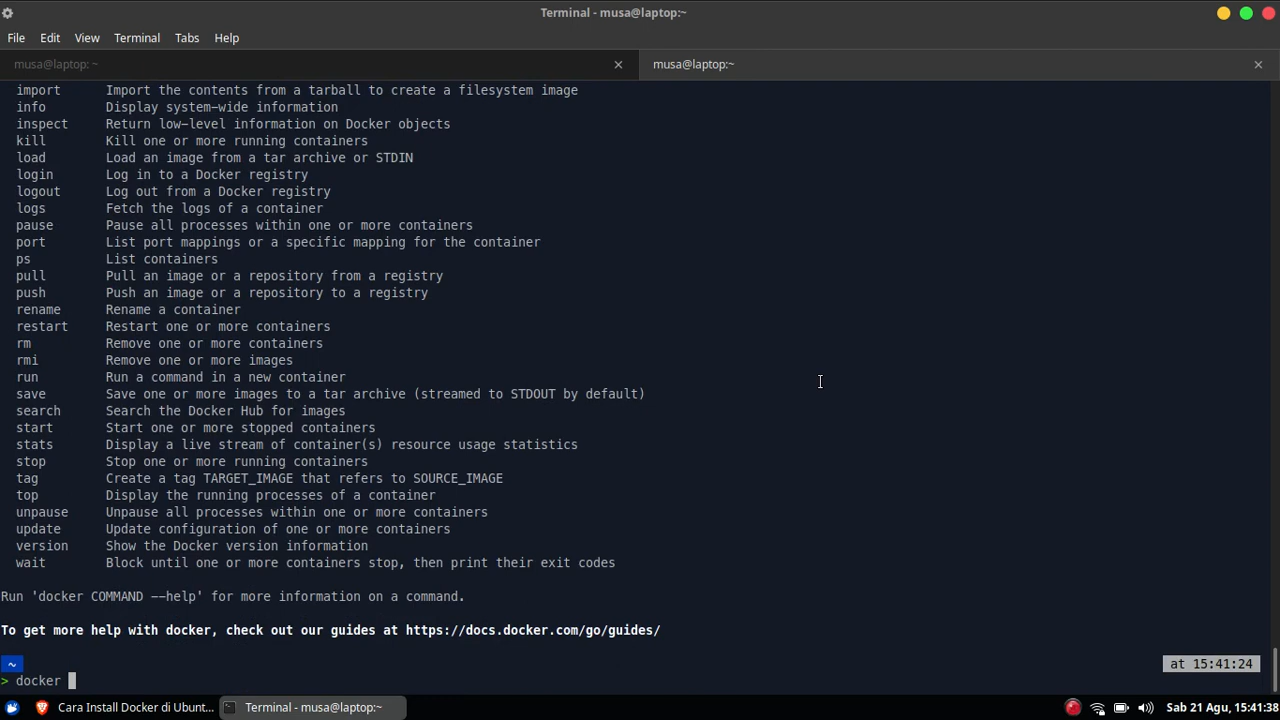 Terminal - musa@laptop:~
File Edit View Terminal Tabs Help
musa@laptop: ~
musa@laptop:~
import Import the contents from a tarball to create a filesystem image
info Display system-wide information
inspect Return low-level information on Docker objects
kill Kill one or more running containers
load Load an image from a tar archive or STDIN
login Log in to a Docker registry
logout Log out from a Docker registry
logs Fetch the logs of a container
pause Pause all processes within one or more containers
port List port mappings or a specific mapping for the container
ps List containers
pull Pull an image or a repository from a registry
push Push an image or a repository to a registry
rename Rename a container
restart Restart one or more containers
rm Remove one or more containers
rmi Remove one or more images
run Run a command in a new container
save Save one or more images to a tar archive (streamed to STDOUT by default)
search Search the Docker Hub for images
start Start one or more stopped containers
stats Display a live stream of container(s) resource usage statistics
stop Stop one or more running containers
tag Create a tag TARGET_IMAGE that refers to SOURCE_IMAGE
top Display the running processes of a container
unpause Unpause all processes within one or more containers
update Update configuration of one or more containers
version Show the Docker version information
wait Block until one or more containers stop, then print their exit codes
Run 'docker COMMAND --help' for more information on a command.
To get more help with docker, check out our guides at https://docs.docker.com/go/guides/
~ at 15:41:24
> docker
Cara Install Docker di Ubunt... Terminal - musa@laptop:~ Sab 21 Agu, 15:41:38